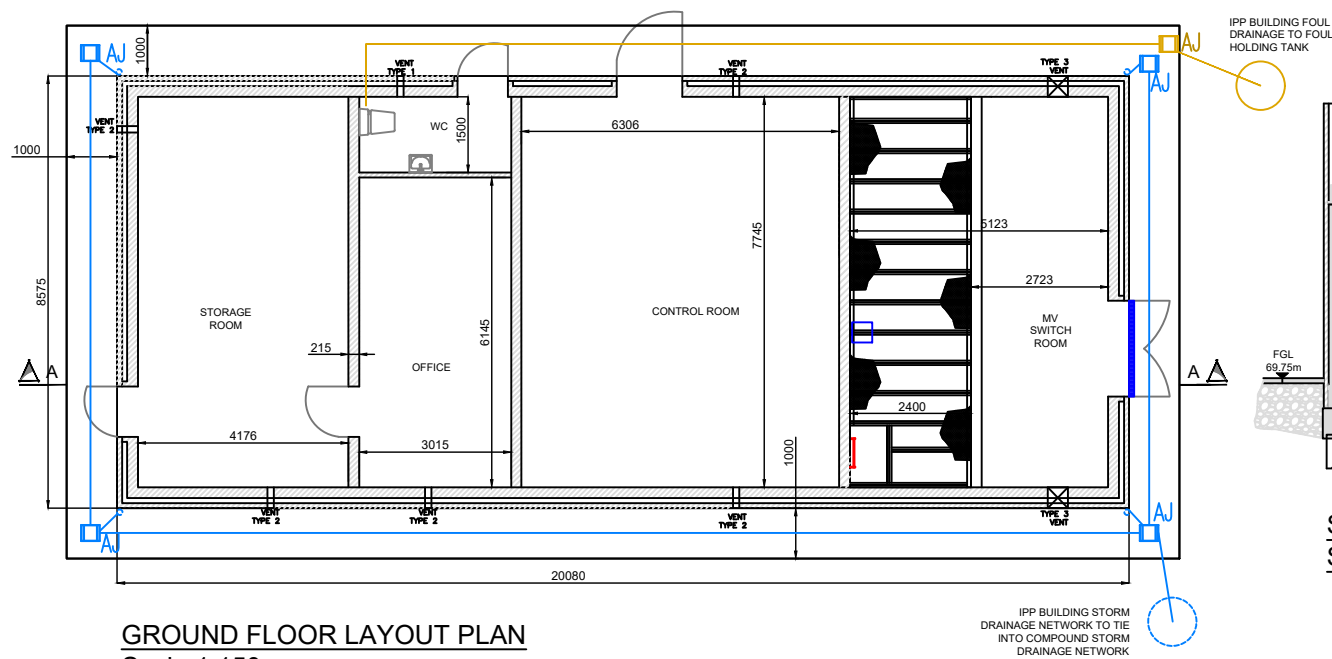 IPP BUILDING FOUL
DRAINAGE TO FOUL
HOLDING TANK
AJ
AJ
AJ
1000
VENT
TYPE 1
VENT
TYPE 2
TYPE 3
VENT
VENT
TYPE 2
WC
1500
6306
1000
5123
8575
7745
2723
STORAGE
ROOM
CONTROL ROOM
MV
SWITCH
ROOM
215
6145
OFFICE
FGL
69.75m
A
A
2400
4176
3015
1000
VENT
TYPE 2
VENT
TYPE 2
VENT
TYPE 2
TYPE 3
VENT
AJ
AJ
20080
IPP BUILDING STORM
DRAINAGE NETWORK TO TIE
INTO COMPOUND STORM
DRAINAGE NETWORK
GROUND FLOOR LAYOUT PLAN